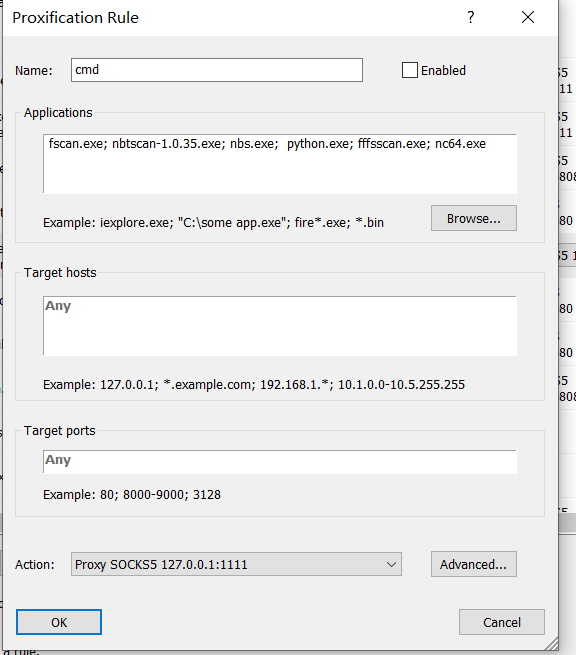 Proxification Rule
Name: cmd Enabled
Applications
fscan.exe; nbtscan-1.0.35.exe; nbs.exe;  python.exe; fffsscan.exe; nc64.exe
Example: iexplore.exe; "C:\some app.exe"; fire*.exe; *.bin Browse...
Target hosts
Any
Example: 127.0.0.1; *.example.com; 192.168.1.*; 10.1.0.0-10.5.255.255
Target ports
Any
Example: 80; 8000-9000; 3128
Action: Proxy SOCKS5 127.0.0.1:1111 Advanced...
OK Cancel
a rule.